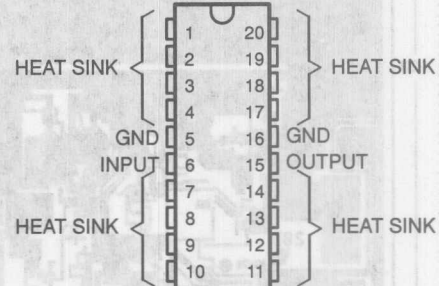 1 20
2 19
HEAT SINK HEAT SINK
3 18
4 17
GND 5 16 GND
INPUT 6 15 OUTPUT
7 14
HEAT SINK 8 13 HEAT SINK
9 12
10 11